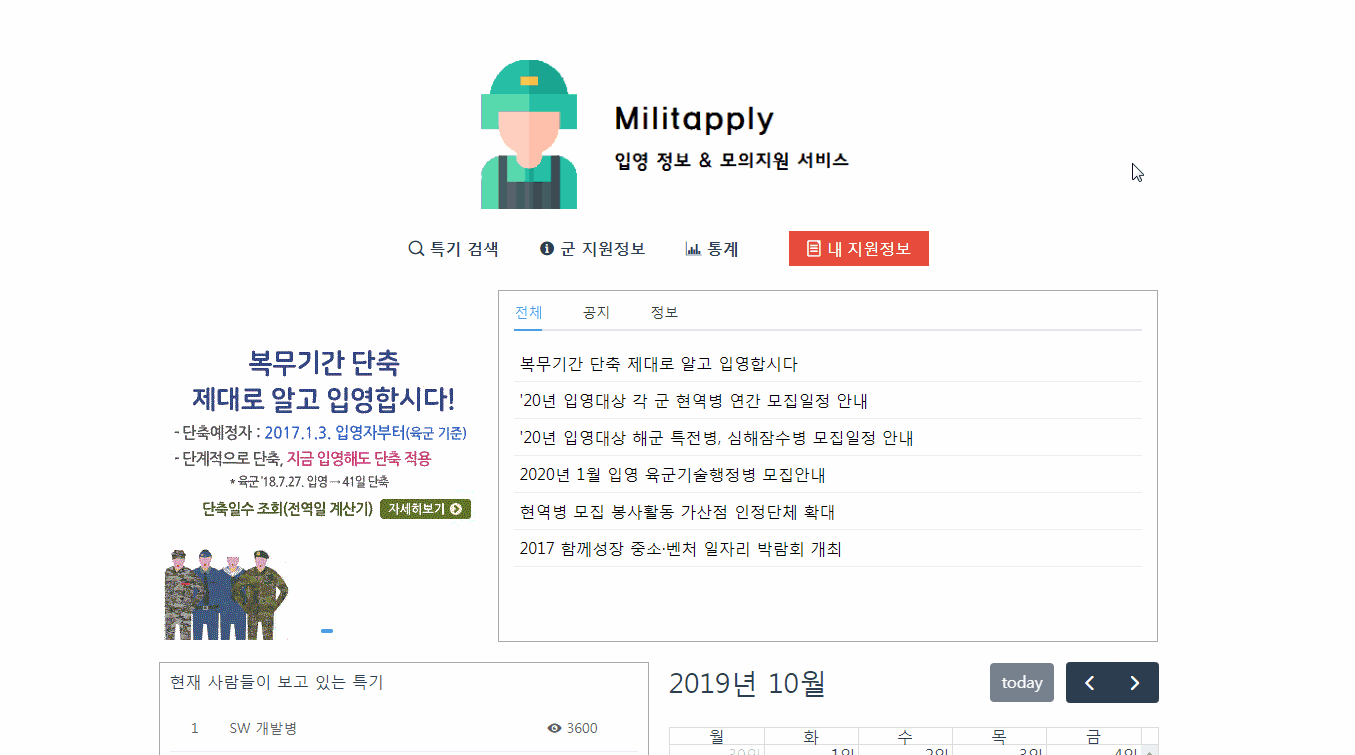 Militapply
입영 정보 & 모의지원 서비스
특기 검색
군 지원정보
통계
내 지원정보
복무기간 단축
제대로 알고 입영합시다!
- 단축예정자 : 2017.1.3. 입영자부터(육군 기준)
- 단계적으로 단축, 지금 입영해도 단축 적용
* 육군 '18.7.27. 입영→41일 단축
단축일수 조회(전역일 계산기) 자세히보기
전체 공지 정보
복무기간 단축 제대로 알고 입영합시다
'20년 입영대상 각 군 현역병 연간 모집일정 안내
'20년 입영대상 해군 특전병, 심해잠수병 모집일정 안내
2020년 1월 입영 육군기술행정병 모집안내
현역병 모집 봉사활동 가산점 인정단체 확대
2017 함께성장 중소·벤처 일자리 박람회 개최
현재 사람들이 보고 있는 특기
1 SW 개발병 3600
2019년 10월
today
월 화 수 목 금
30일 1일 2일 3일 4일